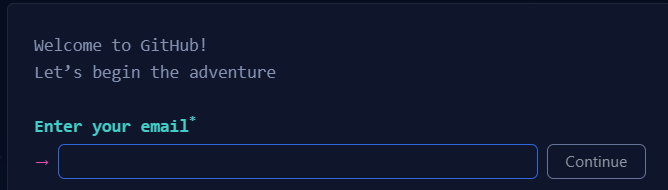 Welcome to GitHub!
Let’s begin the adventure
Enter your email*
→ Continue